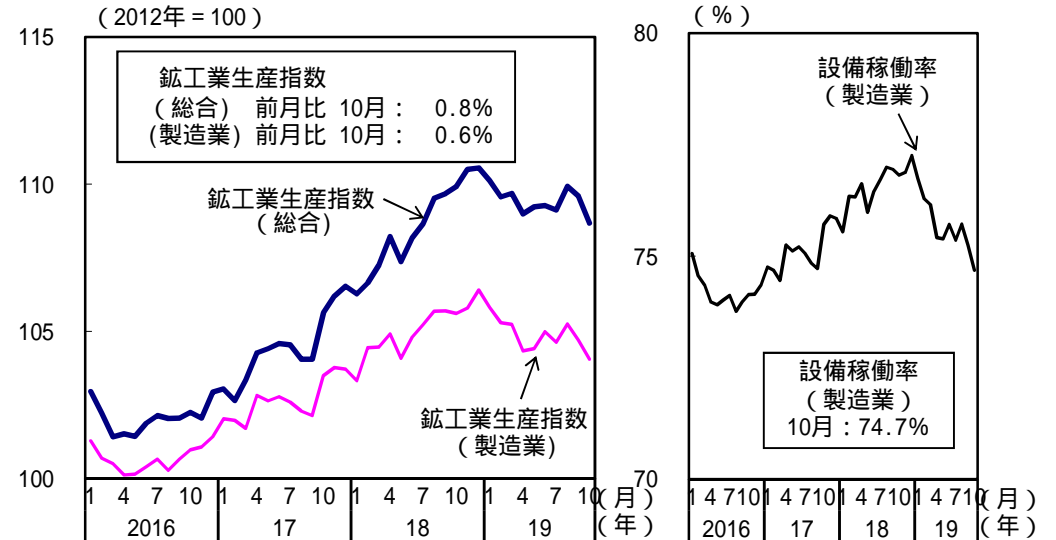 （2012年＝100）
115
110
105
100
鉱工業生産指数
（総合） 前月比 10月： 0.8%
（製造業）前月比 10月： 0.6%
鉱工業生産指数
（総合）
鉱工業生産指数
（製造業）
1 4 7 10 1 4 7 10 1 4 7 10 1 4 7 10（月）
2016 17 18 19 （年）
（％）
80
75
70
設備稼働率
（製造業）
設備稼働率
（製造業）
10月：74.7%
1 4 7 10 1 4 7 10 1 4 7 10 1 4 7 10（月）
2016 17 18 19 （年）